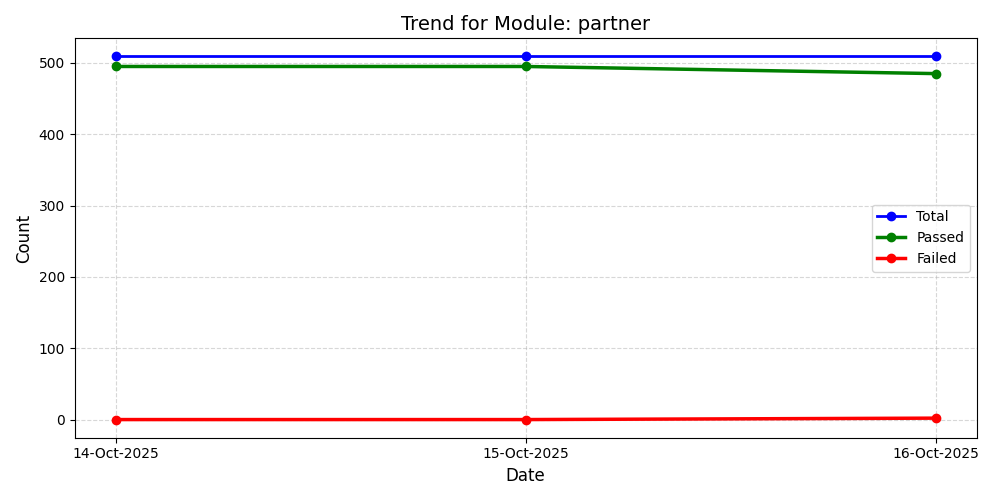 Trend for Module: partner
500
400
300
200
100
0
Count
Total
Passed
Failed
14-Oct-2025
15-Oct-2025
16-Oct-2025
Date